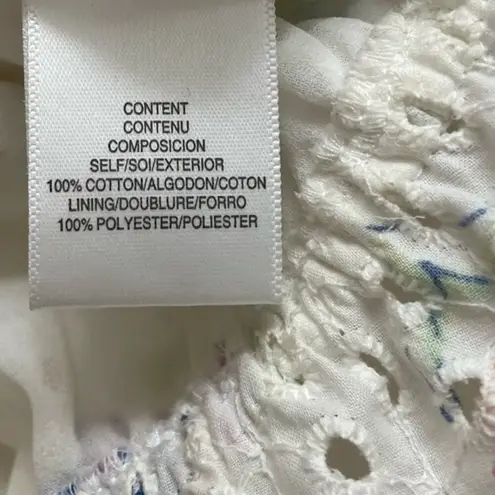 CONTENT
CONTENU
COMPOSICION
SELF/SOI/EXTERIOR
100% COTTON/ALGODON/COTON
LINING/DOUBLURE/FORRO
100% POLYESTER/POLIESTER